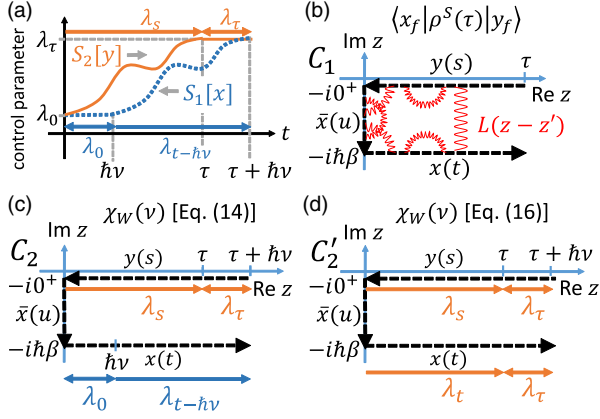 (a)
λ_s λ_τ
λ_τ
S_2[y]
S_1[x]
control parameter
λ_0
λ_0 λ_{t−ħν}
t
ħν τ τ + ħν
(b) ⟨x_f|ρ^S(τ)|y_f⟩
C_1 Im z
y(s) τ
−i0^+ Re z
x̄(u) L(z − z′)
−iħβ
x(t)
(c) χ_W(ν) [Eq. (14)]
C_2 Im z
y(s) τ τ + ħν
−i0^+ Re z
λ_s λ_τ
x̄(u)
−iħβ
ħν x(t)
λ_0 λ_{t−ħν}
(d) χ_W(ν) [Eq. (16)]
C_2′ Im z
y(s) τ τ + ħν
−i0^+ Re z
λ_s λ_τ
x̄(u)
−iħβ
x(t)
λ_t λ_τ